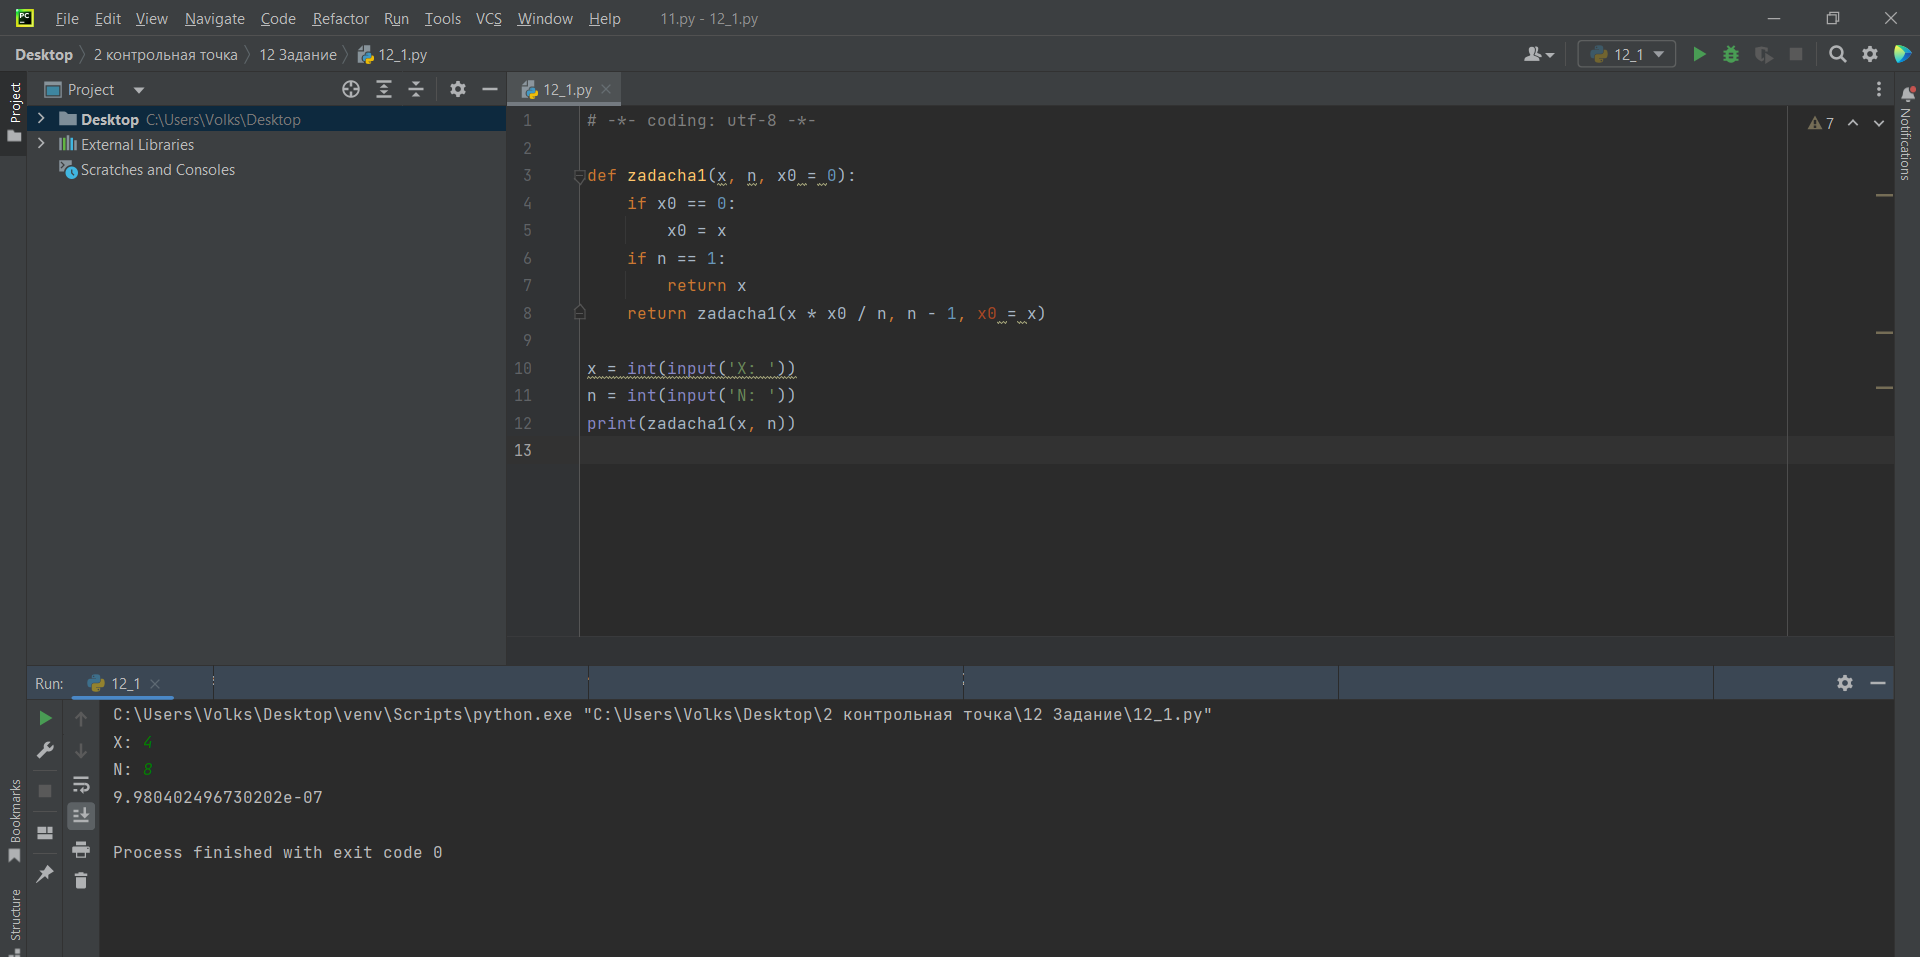 PC File Edit View Navigate Code Refactor Run Tools VCS Window Help 11.py - 12_1.py
Desktop 2 контрольная точка 12 Задание 12_1.py 12_1
Project Project 12_1.py
Desktop C:\Users\Volks\Desktop
External Libraries
Scratches and Consoles
Notifications
7
1 # -*- coding: utf-8 -*-
2
3 def zadacha1(x, n, x0 = 0):
4 if x0 == 0:
5 x0 = x
6 if n == 1:
7 return x
8 return zadacha1(x * x0 / n, n - 1, x0 = x)
9
10 x = int(input('X: '))
11 n = int(input('N: '))
12 print(zadacha1(x, n))
13
Run: 12_1
C:\Users\Volks\Desktop\venv\Scripts\python.exe "C:\Users\Volks\Desktop\2 контрольная точка\12 Задание\12_1.py"
X: 4
N: 8
9.980402496730202e-07
Process finished with exit code 0
Bookmarks
Structure